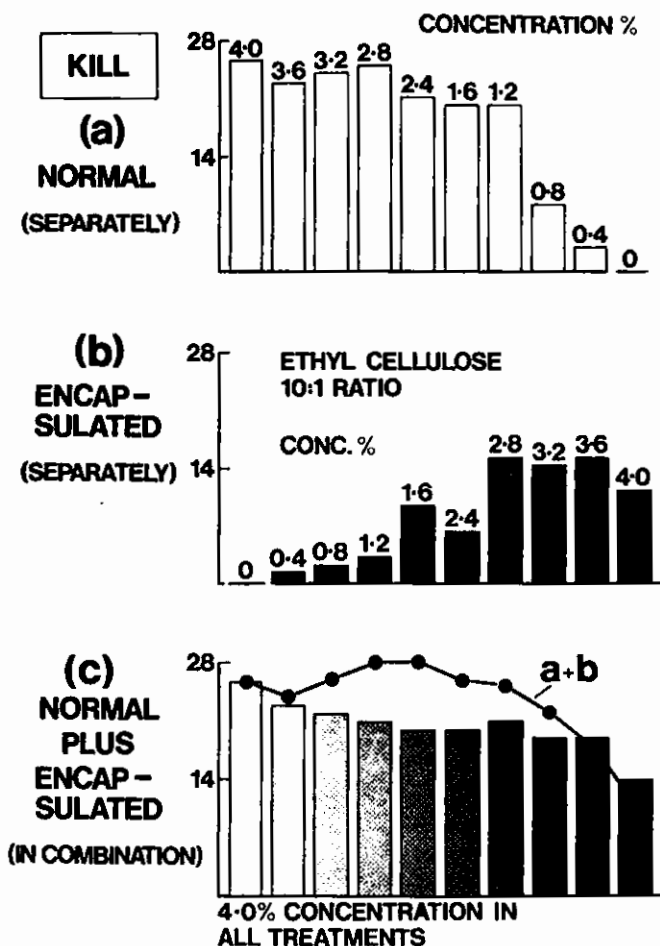 KILL
(a)
NORMAL
(SEPARATELY)
CONCENTRATION %
28
14
4·0
3·6
3·2
2·8
2·4
1·6
1·2
0·8
0·4
0
(b)
ENCAP-
SULATED
(SEPARATELY)
28
14
ETHYL CELLULOSE
10:1 RATIO
CONC. %
0
0·4
0·8
1·2
1·6
2·4
2·8
3·2
3·6
4·0
(c)
NORMAL
PLUS
ENCAP-
SULATED
(IN COMBINATION)
28
14
a+b
4·0% CONCENTRATION IN
ALL TREATMENTS